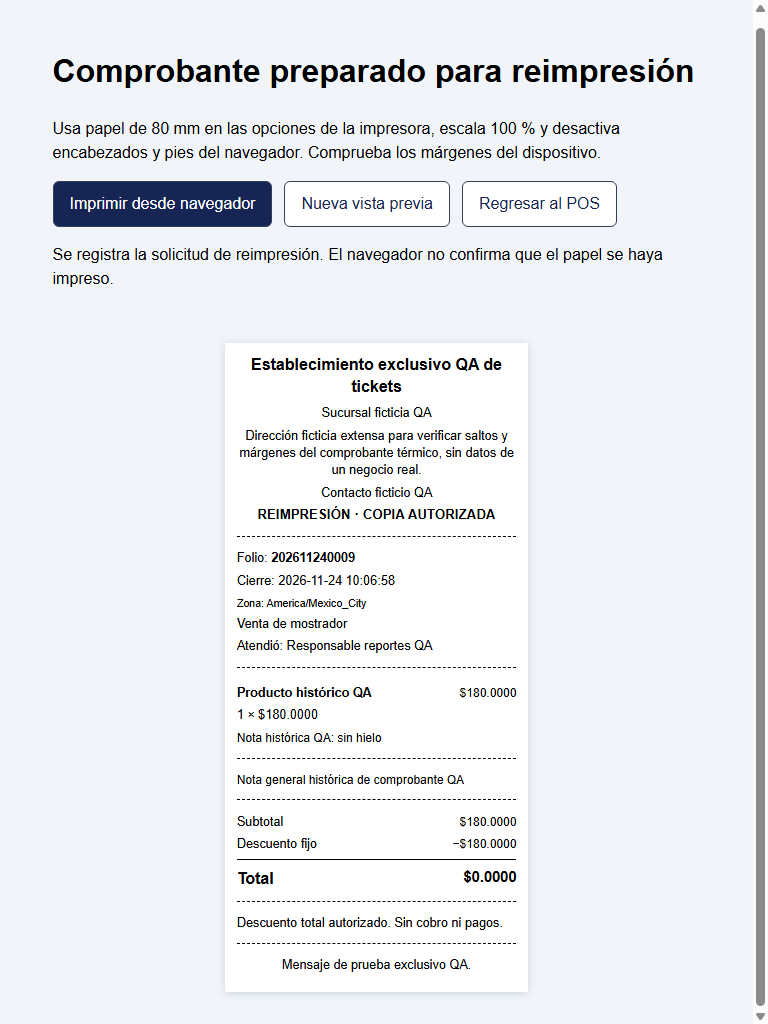 Comprobante preparado para reimpresión
Usa papel de 80 mm en las opciones de la impresora, escala 100 % y desactiva
encabezados y pies del navegador. Comprueba los márgenes del dispositivo.
Imprimir desde navegador
Nueva vista previa
Regresar al POS
Se registra la solicitud de reimpresión. El navegador no confirma que el papel se haya
impreso.
Establecimiento exclusivo QA de
tickets
Sucursal ficticia QA
Dirección ficticia extensa para verificar saltos y
márgenes del comprobante térmico, sin datos de
un negocio real.
Contacto ficticio QA
REIMPRESIÓN · COPIA AUTORIZADA
Folio: 202611240009
Cierre: 2026-11-24 10:06:58
Zona: America/Mexico_City
Venta de mostrador
Atendió: Responsable reportes QA
Producto histórico QA $180.0000
1 × $180.0000
Nota histórica QA: sin hielo
Nota general histórica de comprobante QA
Subtotal $180.0000
Descuento fijo −$180.0000
Total $0.0000
Descuento total autorizado. Sin cobro ni pagos.
Mensaje de prueba exclusivo QA.